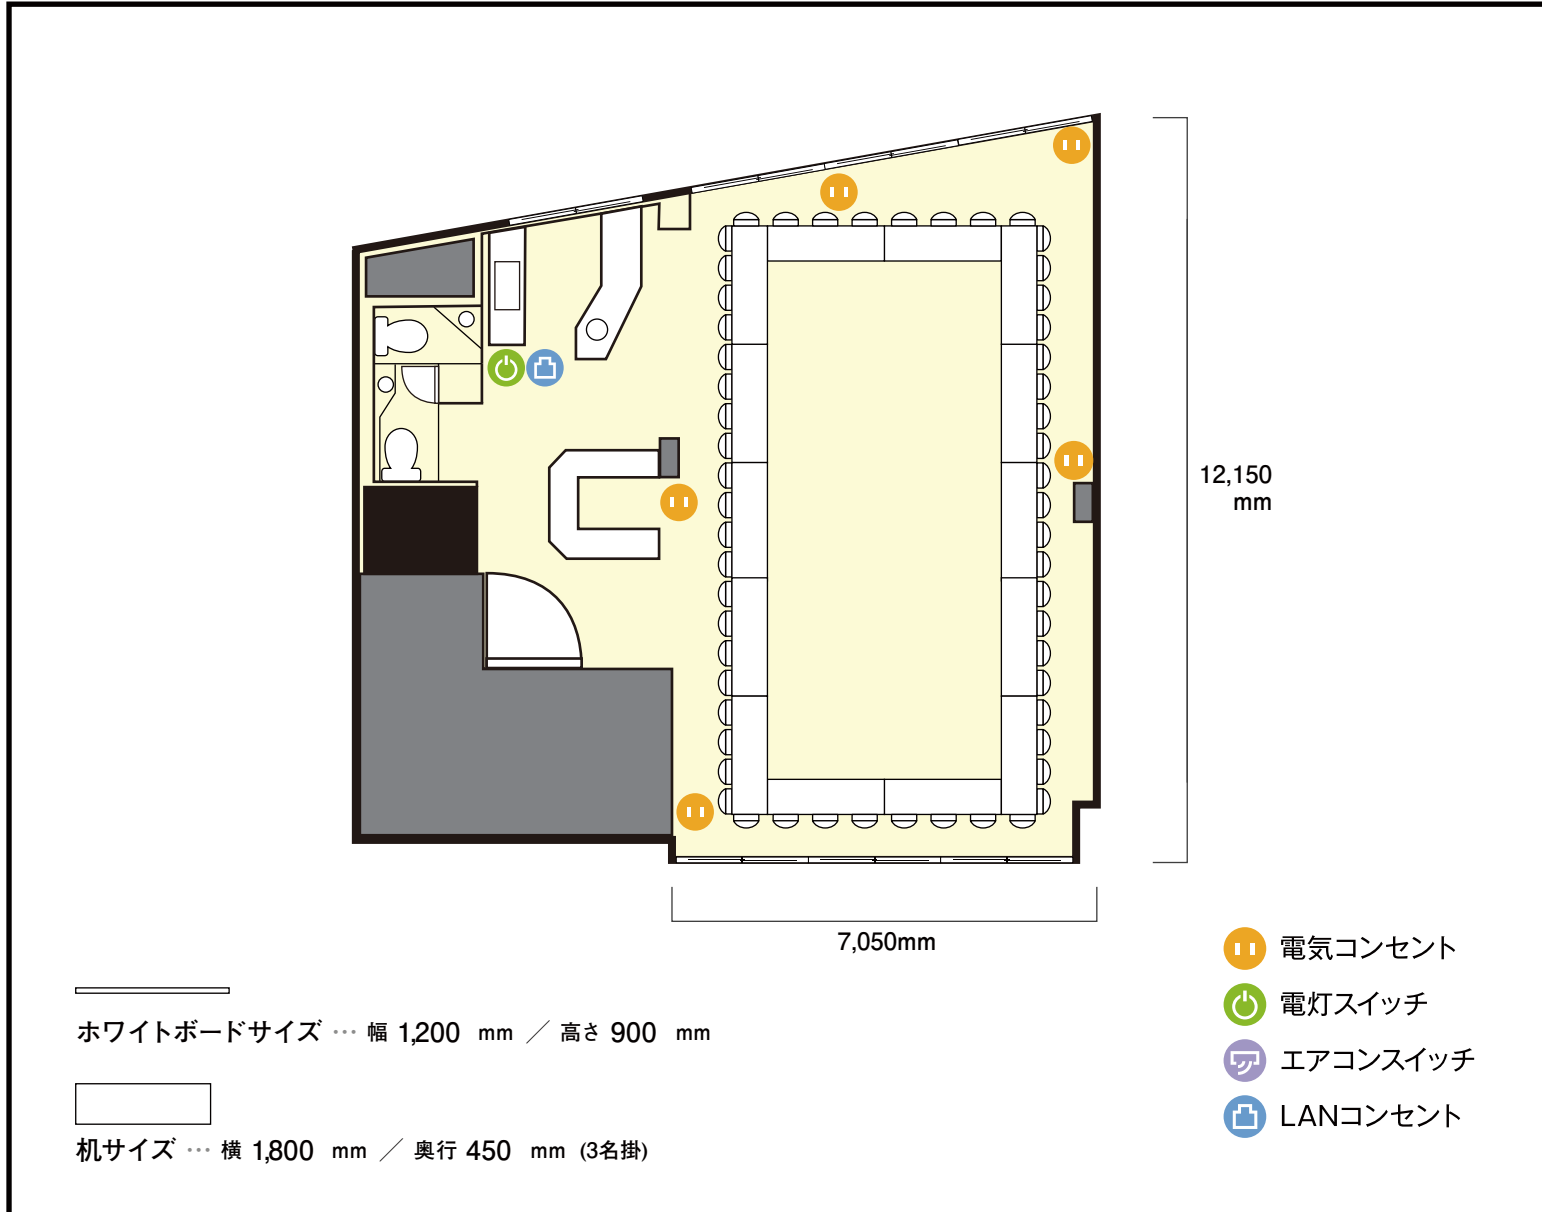 12,150
mm
7,050mm
電気コンセント
電灯スイッチ
エアコンスイッチ
LANコンセント
ホワイトボードサイズ … 幅 1,200 mm ／ 高さ 900 mm
机サイズ … 横 1,800 mm ／ 奥行 450 mm (3名掛)